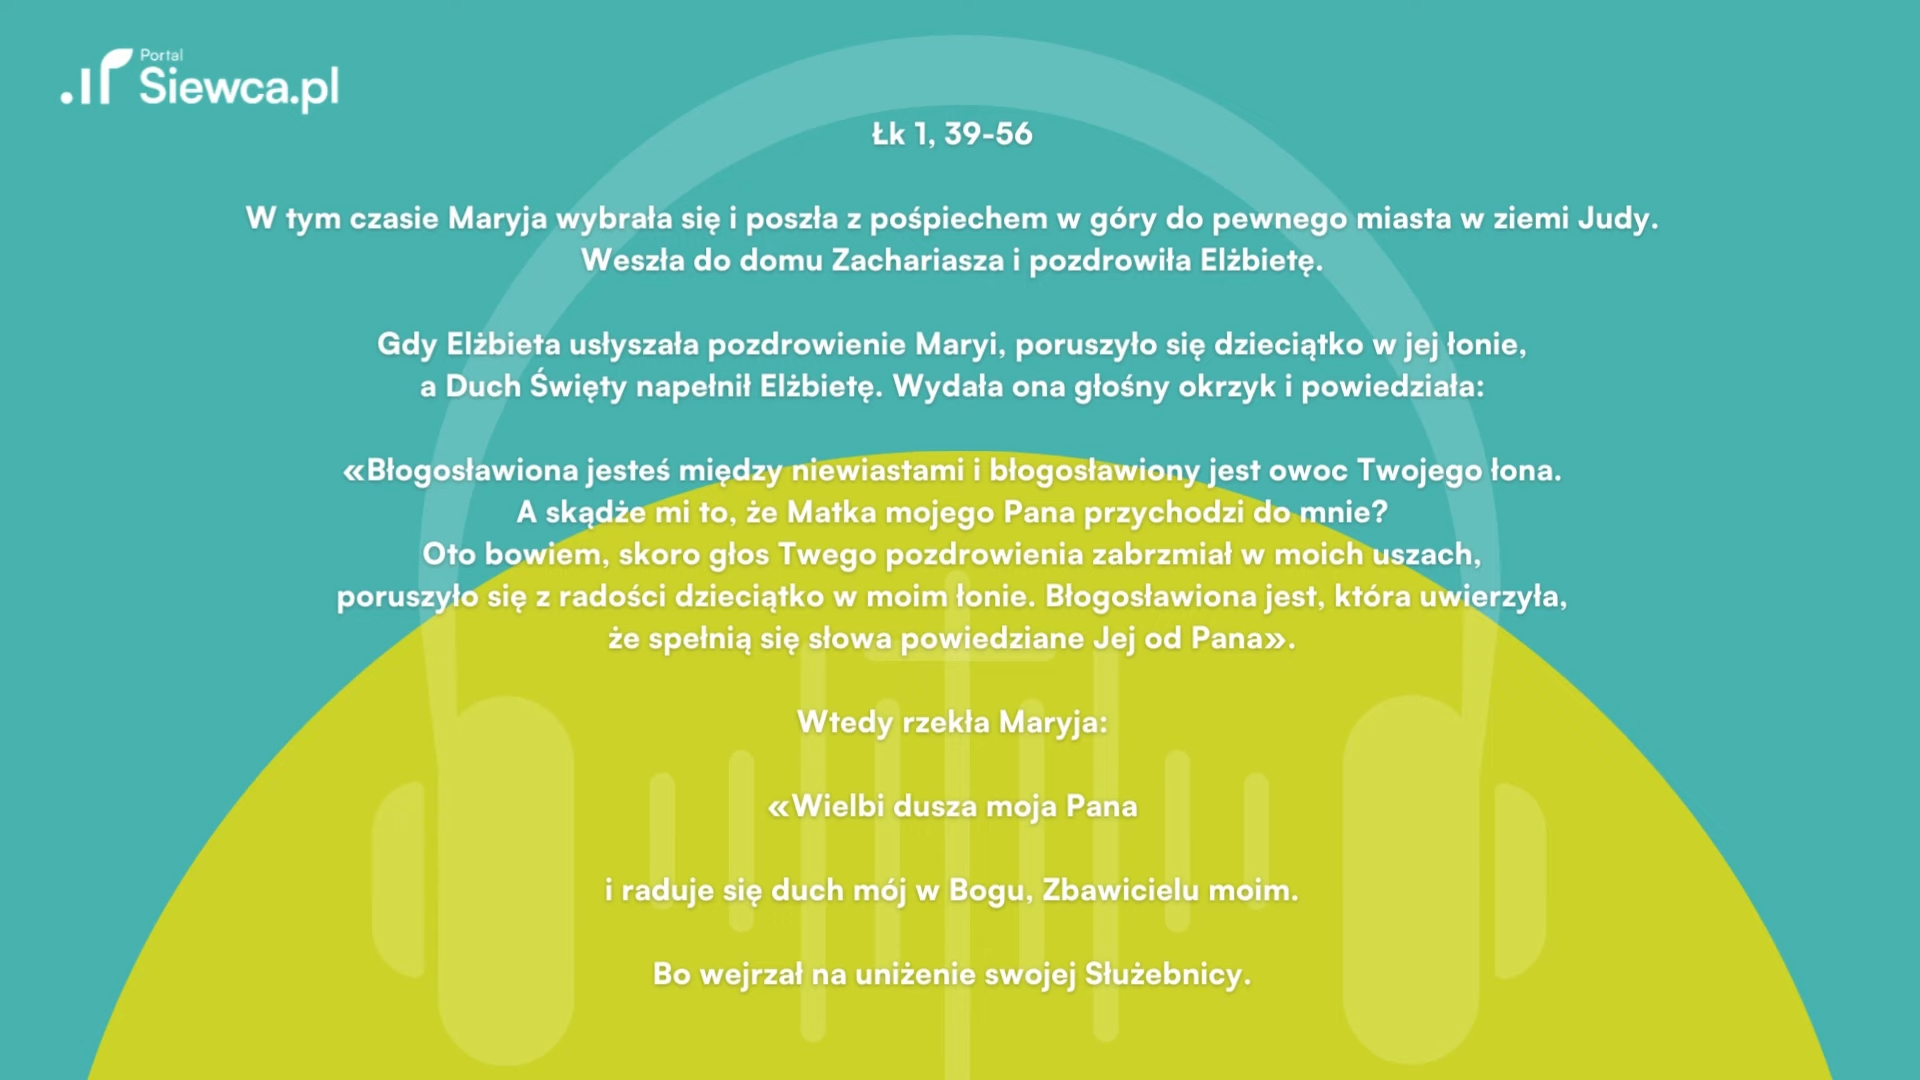 Portal
Siewca.pl
Łk 1, 39-56
W tym czasie Maryja wybrała się i poszła z pośpiechem w góry do pewnego miasta w ziemi Judy.
Weszła do domu Zachariasza i pozdrowiła Elżbietę.
Gdy Elżbieta usłyszała pozdrowienie Maryi, poruszyło się dzieciątko w jej łonie,
a Duch Święty napełnił Elżbietę. Wydała ona głośny okrzyk i powiedziała:
«Błogosławiona jesteś między niewiastami i błogosławiony jest owoc Twojego łona.
A skądże mi to, że Matka mojego Pana przychodzi do mnie?
Oto bowiem, skoro głos Twego pozdrowienia zabrzmiał w moich uszach,
poruszyło się z radości dzieciątko w moim łonie. Błogosławiona jest, która uwierzyła,
że spełnią się słowa powiedziane Jej od Pana».
Wtedy rzekła Maryja:
«Wielbi dusza moja Pana
i raduje się duch mój w Bogu, Zbawicielu moim.
Bo wejrzał na uniżenie swojej Służebnicy.